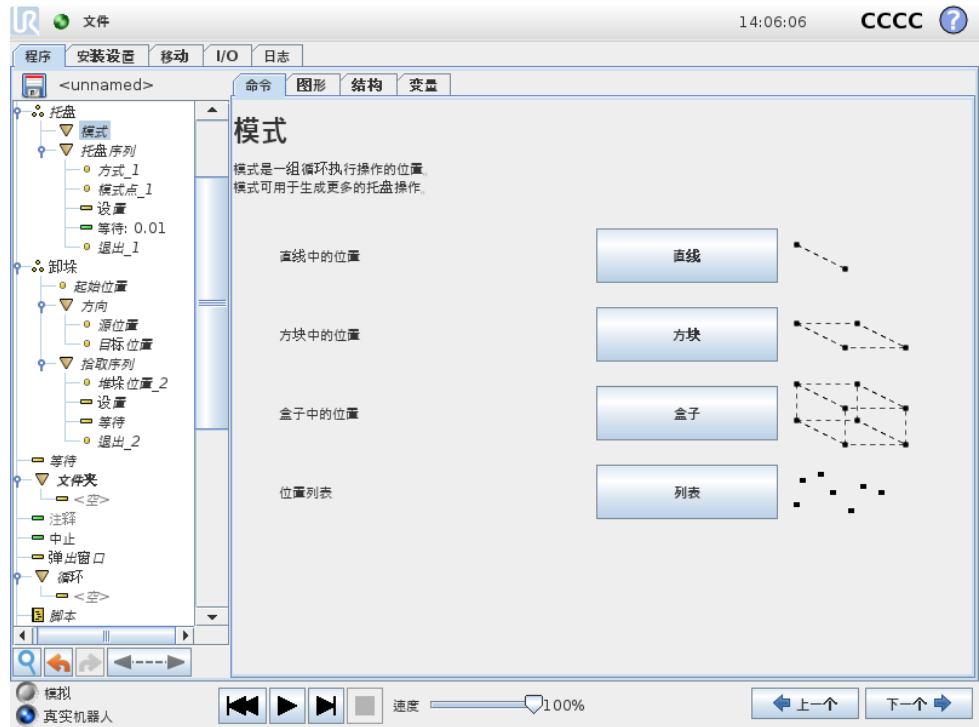 UR 文件 14:06:06 CCCC ?
程序 安装设置 移动 I/O 日志
<unnamed>
命令 图形 结构 变量
托盘
模式
托盘序列
方式_1
模式点_1
设置
等待: 0.01
退出_1
卸垛
起始位置
方向
源位置
目标位置
拾取序列
堆垛位置_2
设置
等待
退出_2
等待
文件夹
<空>
注释
中止
弹出窗口
循环
<空>
脚本
模式
模式是一组循环执行操作的位置。
模式可用于生成更多的托盘操作。
直线中的位置 直线
方块中的位置 方块
盒子中的位置 盒子
位置列表 列表
模拟
真实机器人
速度 100%
上一个 下一个